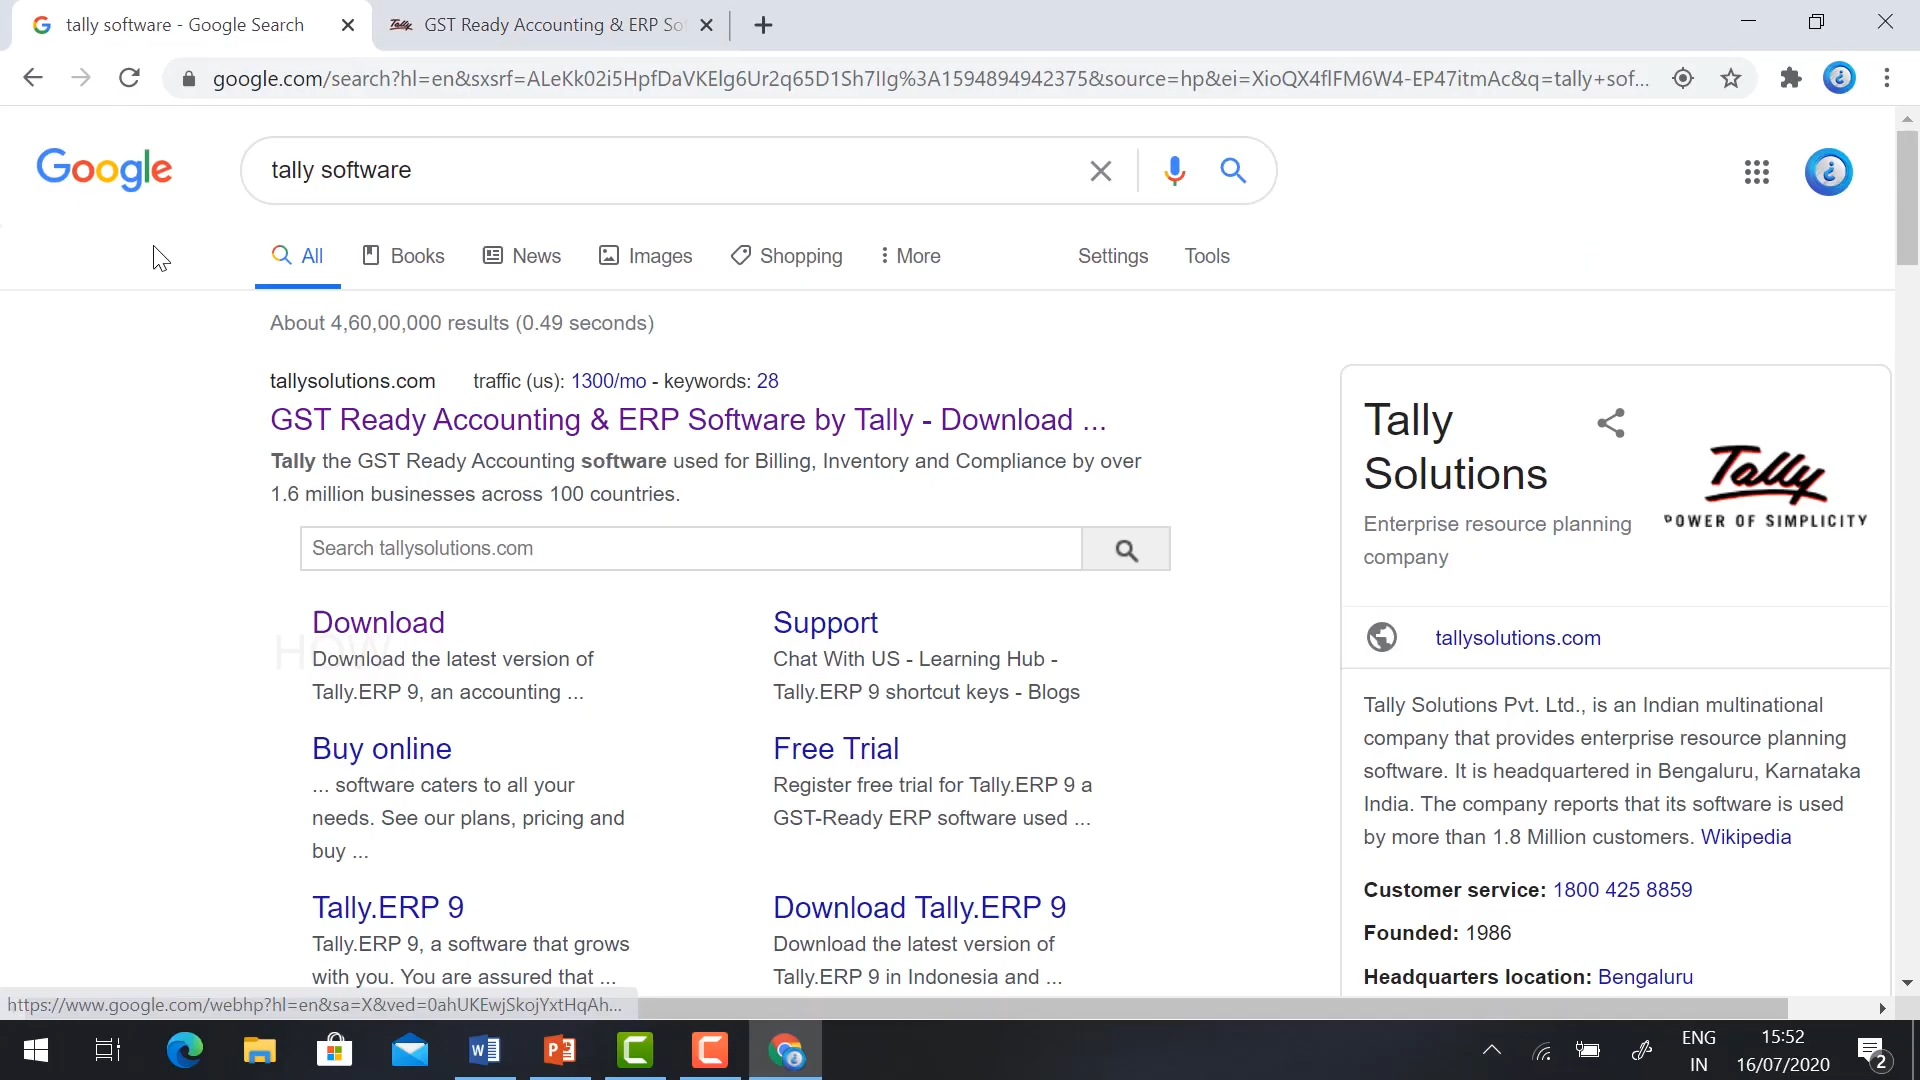 tally software - Google Search
Tally GST Ready Accounting & ERP Sof
google.com/search?hl=en&sxsrf=ALeKk02i5HpfDaVKElg6Ur2q65D1Sh7IIg%3A1594894942375&source=hp&ei=XioQX4flFM6W4-EP47itmAc&q=tally+sof...
Google
tally software
All Books News Images Shopping More Settings Tools
About 4,60,00,000 results (0.49 seconds)
tallysolutions.com traffic (us): 1300/mo - keywords: 28
GST Ready Accounting & ERP Software by Tally - Download ...
Tally the GST Ready Accounting software used for Billing, Inventory and Compliance by over
1.6 million businesses across 100 countries.
Search tallysolutions.com
Download
Download the latest version of
Tally.ERP 9, an accounting ...
Support
Chat With US - Learning Hub -
Tally.ERP 9 shortcut keys - Blogs
Buy online
... software caters to all your
needs. See our plans, pricing and
buy ...
Free Trial
Register free trial for Tally.ERP 9 a
GST-Ready ERP software used ...
Tally.ERP 9
Tally.ERP 9, a software that grows
with you. You are assured that ...
Download Tally.ERP 9
Download the latest version of
Tally.ERP 9 in Indonesia and ...
HOW
Tally
Solutions
Enterprise resource planning
company
Tally
POWER OF SIMPLICITY
tallysolutions.com
Tally Solutions Pvt. Ltd., is an Indian multinational
company that provides enterprise resource planning
software. It is headquartered in Bengaluru, Karnataka
India. The company reports that its software is used
by more than 1.8 Million customers. Wikipedia
Customer service: 1800 425 8859
Founded: 1986
Headquarters location: Bengaluru
https://www.google.com/webhp?hl=en&sa=X&ved=0ahUKEwjSkojYxtHqAh...
ENG
IN
15:52
16/07/2020
2